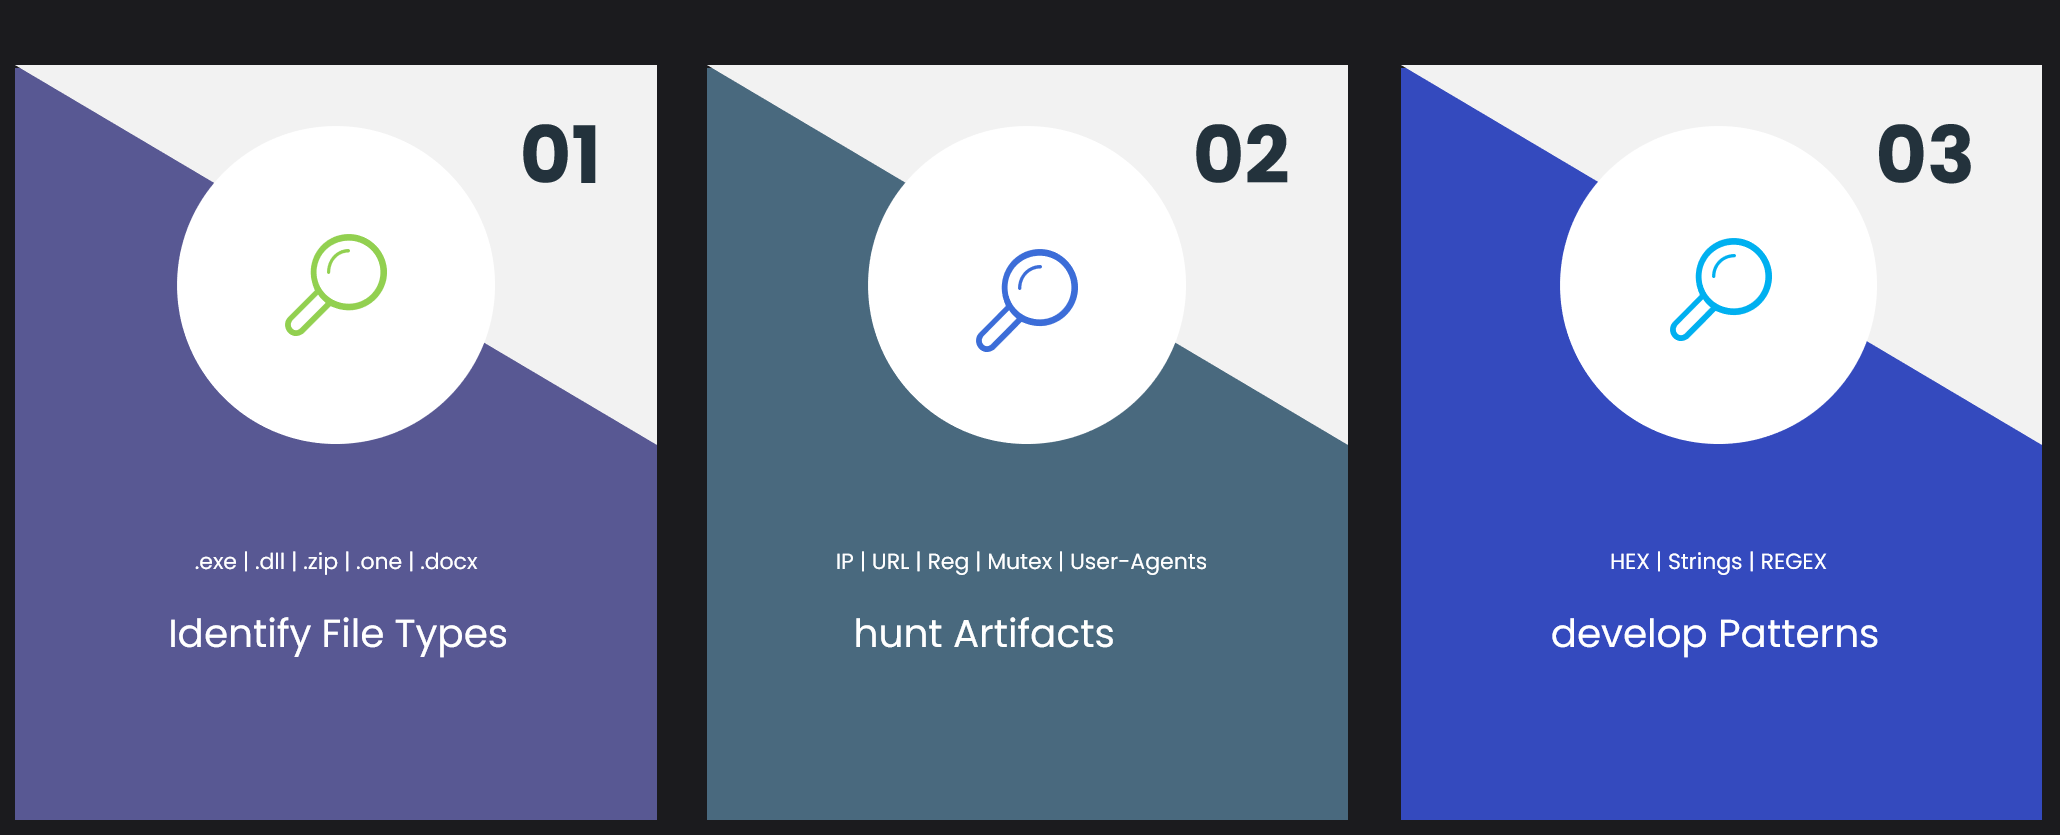 01
.exe | .dll | .zip | .one | .docx
Identify File Types
02
IP | URL | Reg | Mutex | User-Agents
hunt Artifacts
03
HEX | Strings | REGEX
develop Patterns